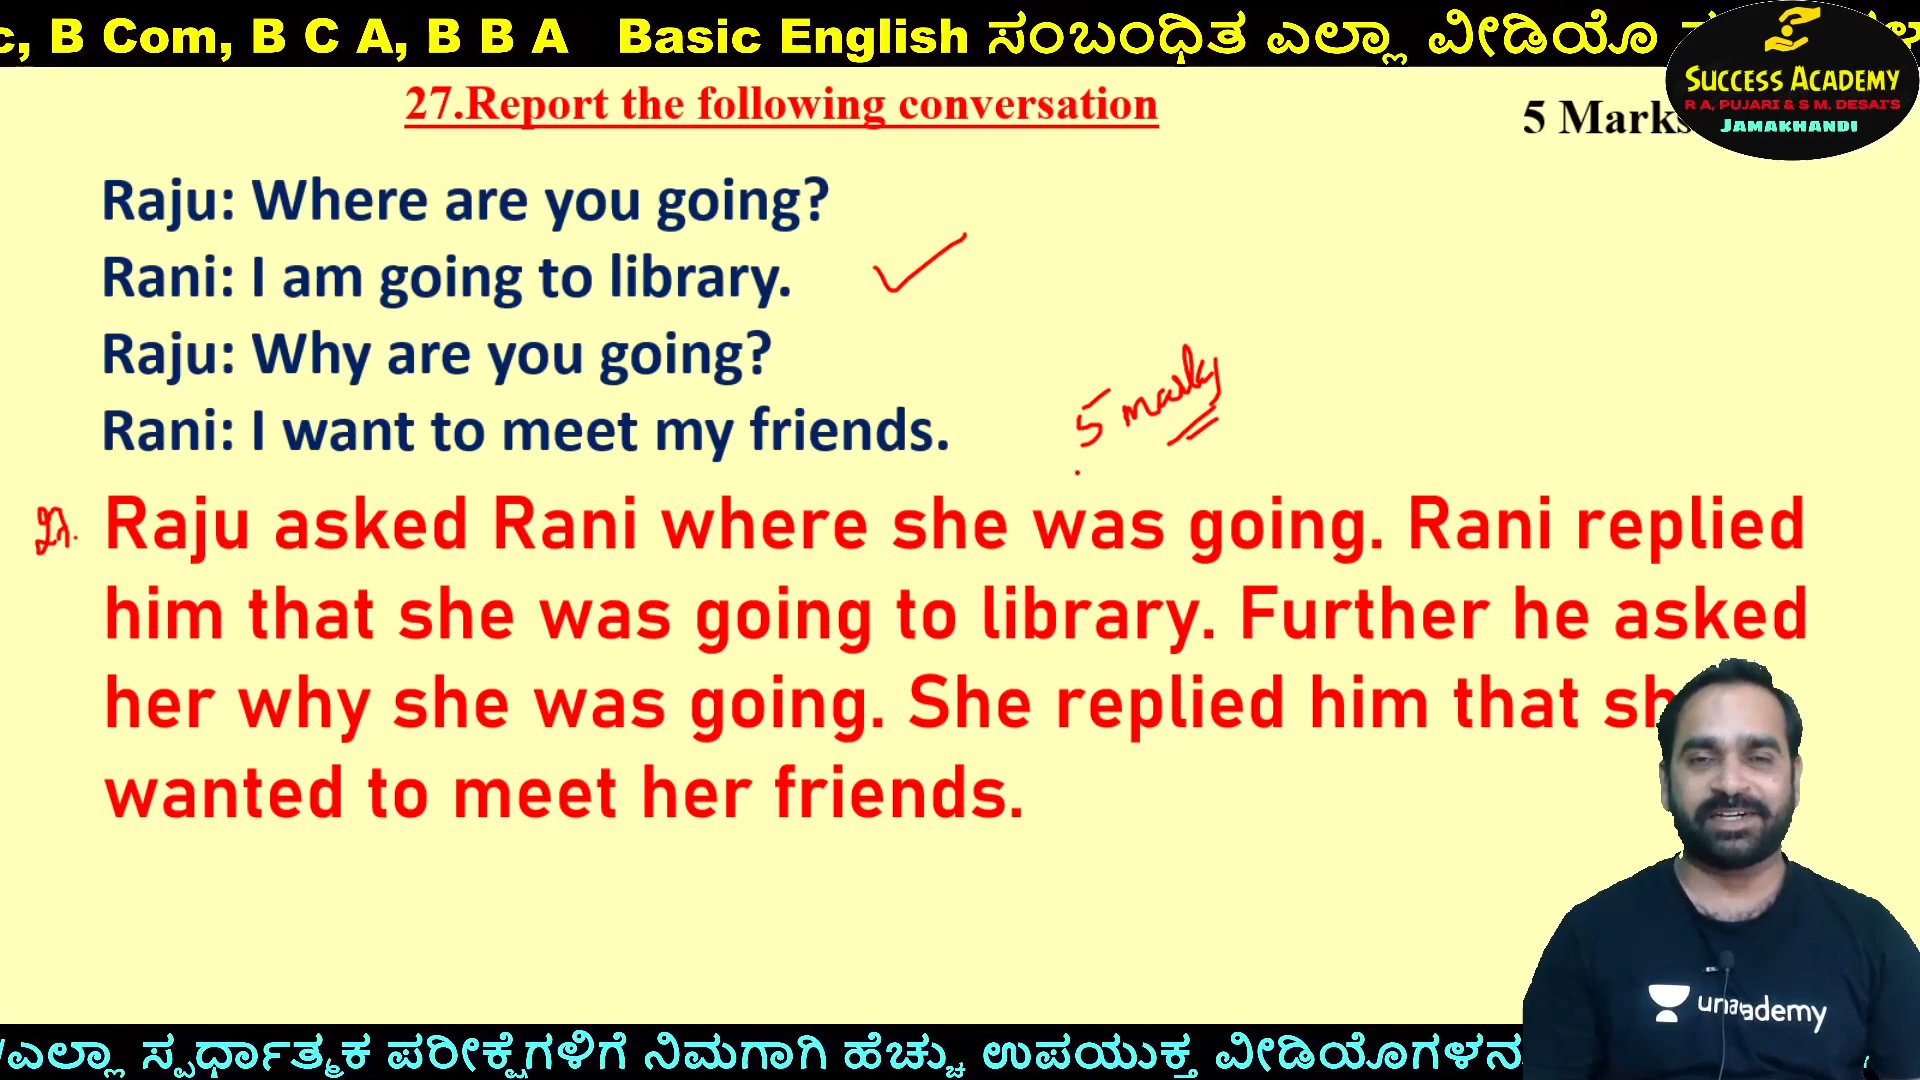 c, B Com, B C A, B B A   Basic English ಸಂಬಂಧಿತ ಎಲ್ಲಾ ವೀಡಿಯೊ
SUCCESS ACADEMY
R A, PUJARI & S M. DESAI'S
JAMAKHANDI
27.Report the following conversation
5 Marks
Raju: Where are you going?
Rani: I am going to library.
Raju: Why are you going?
Rani: I want to meet my friends.
5 marks
Raju asked Rani where she was going. Rani replied
him that she was going to library. Further he asked
her why she was going. She replied him that sh
wanted to meet her friends.
unacademy
/ಎಲ್ಲಾ ಸ್ಪರ್ಧಾತ್ಮಕ ಪರೀಕ್ಷೆಗಳಿಗೆ ನಿಮಗಾಗಿ ಹೆಚ್ಚು ಉಪಯುಕ್ತ ವೀಡಿಯೊಗಳನ